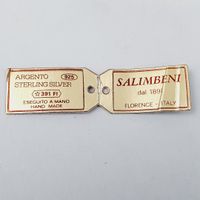 ARGENTO 925
STERLING SILVER
☆ 391 FI
ESEGUITO A MANO
HAND MADE
SALIMBENI
dal 1891
FLORENCE - ITALY